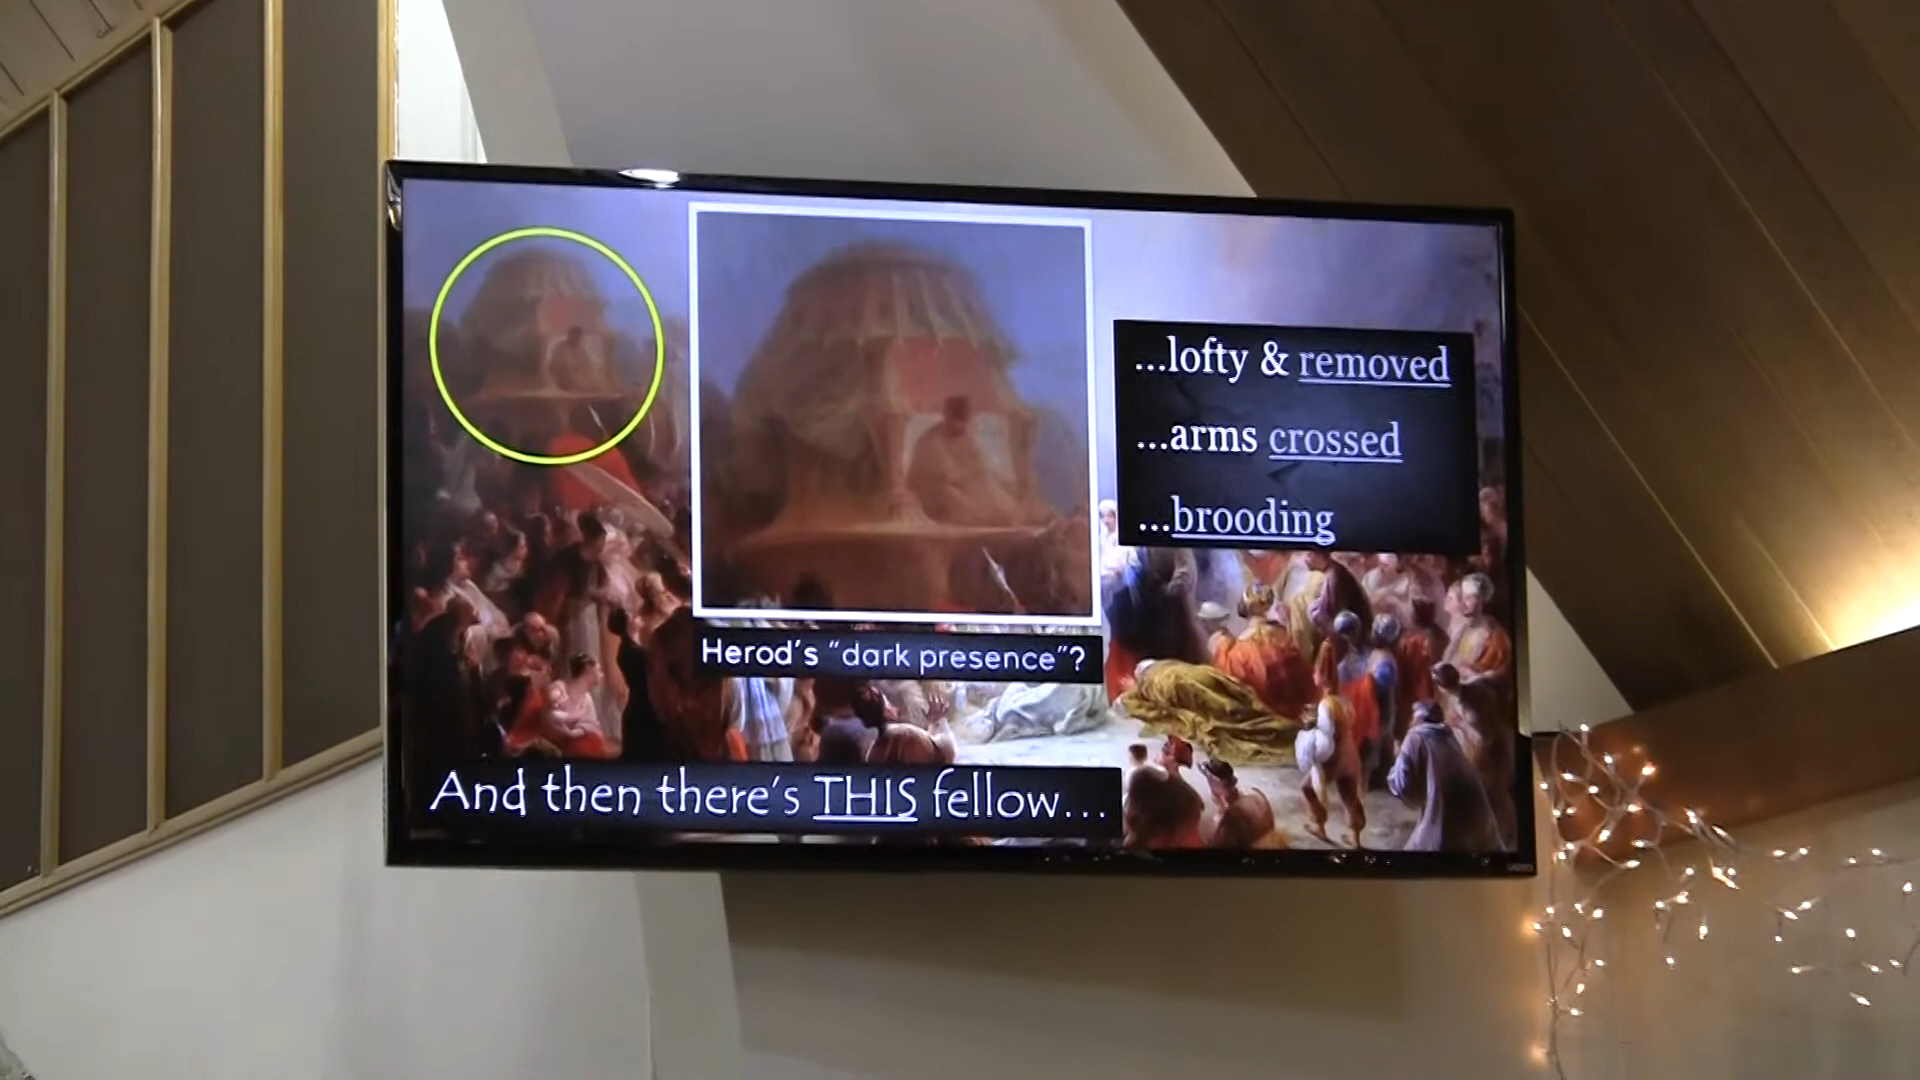 ...lofty & removed
...arms crossed
...brooding
Herod's "dark presence"?
And then there's THIS fellow...